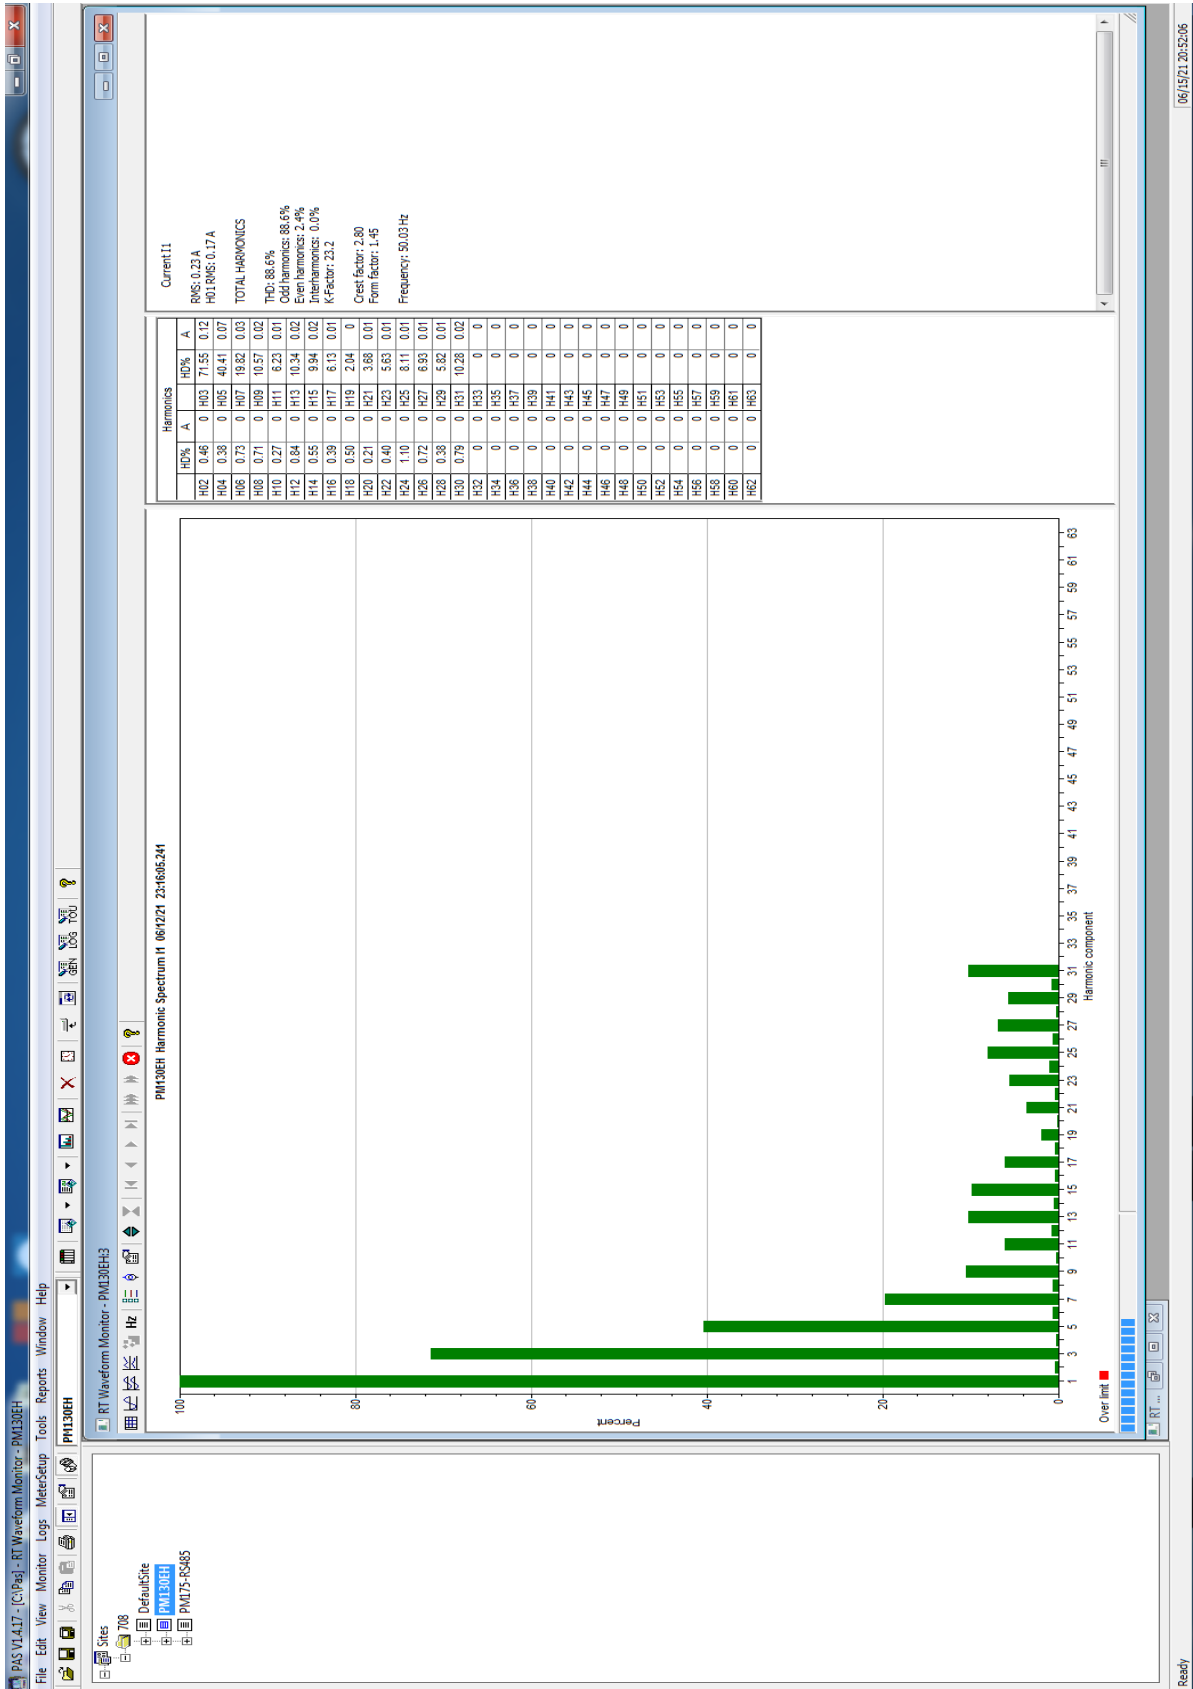 PAS V1.4.17 - [C:\Pas] - RT Waveform Monitor - PM130EH
File Edit View Monitor Logs MeterSetup Tools Reports Window Help
PM130EH
GEN LOG TOU
Sites
708
DefaultSite
PM130EH
PM175-RS485
RT Waveform Monitor - PM130EH:3
Hz
PM130EH Harmonic Spectrum I1 06/12/21 23:16:05.241
Percent
100
80
60
40
20
0
1 3 5 7 9 11 13 15 17 19 21 23 25 27 29 31 33 35 37 39 41 43 45 47 49 51 53 55 57 59 61 63
Harmonic component
Over limit
Harmonics
HD% A HD% A
H02 0.46 0 H03 71.55 0.12
H04 0.38 0 H05 40.41 0.07
H06 0.73 0 H07 19.82 0.03
H08 0.71 0 H09 10.57 0.02
H10 0.27 0 H11 6.23 0.01
H12 0.84 0 H13 10.34 0.02
H14 0.55 0 H15 9.94 0.02
H16 0.39 0 H17 6.13 0.01
H18 0.50 0 H19 2.04 0
H20 0.21 0 H21 3.68 0.01
H22 0.40 0 H23 5.63 0.01
H24 1.10 0 H25 8.11 0.01
H26 0.72 0 H27 6.93 0.01
H28 0.38 0 H29 5.82 0.01
H30 0.79 0 H31 10.28 0.02
H32 0 0 H33 0 0
H34 0 0 H35 0 0
H36 0 0 H37 0 0
H38 0 0 H39 0 0
H40 0 0 H41 0 0
H42 0 0 H43 0 0
H44 0 0 H45 0 0
H46 0 0 H47 0 0
H48 0 0 H49 0 0
H50 0 0 H51 0 0
H52 0 0 H53 0 0
H54 0 0 H55 0 0
H56 0 0 H57 0 0
H58 0 0 H59 0 0
H60 0 0 H61 0 0
H62 0 0 H63 0 0
Current I1
RMS: 0.23 A
H01 RMS: 0.17 A
TOTAL HARMONICS
THD: 88.6%
Odd harmonics: 88.6%
Even harmonics: 2.4%
Interharmonics: 0.0%
K-Factor: 23.2
Crest factor: 2.80
Form factor: 1.45
Frequency: 50.03 Hz
RT ...
Ready
06/15/21 20:52:06